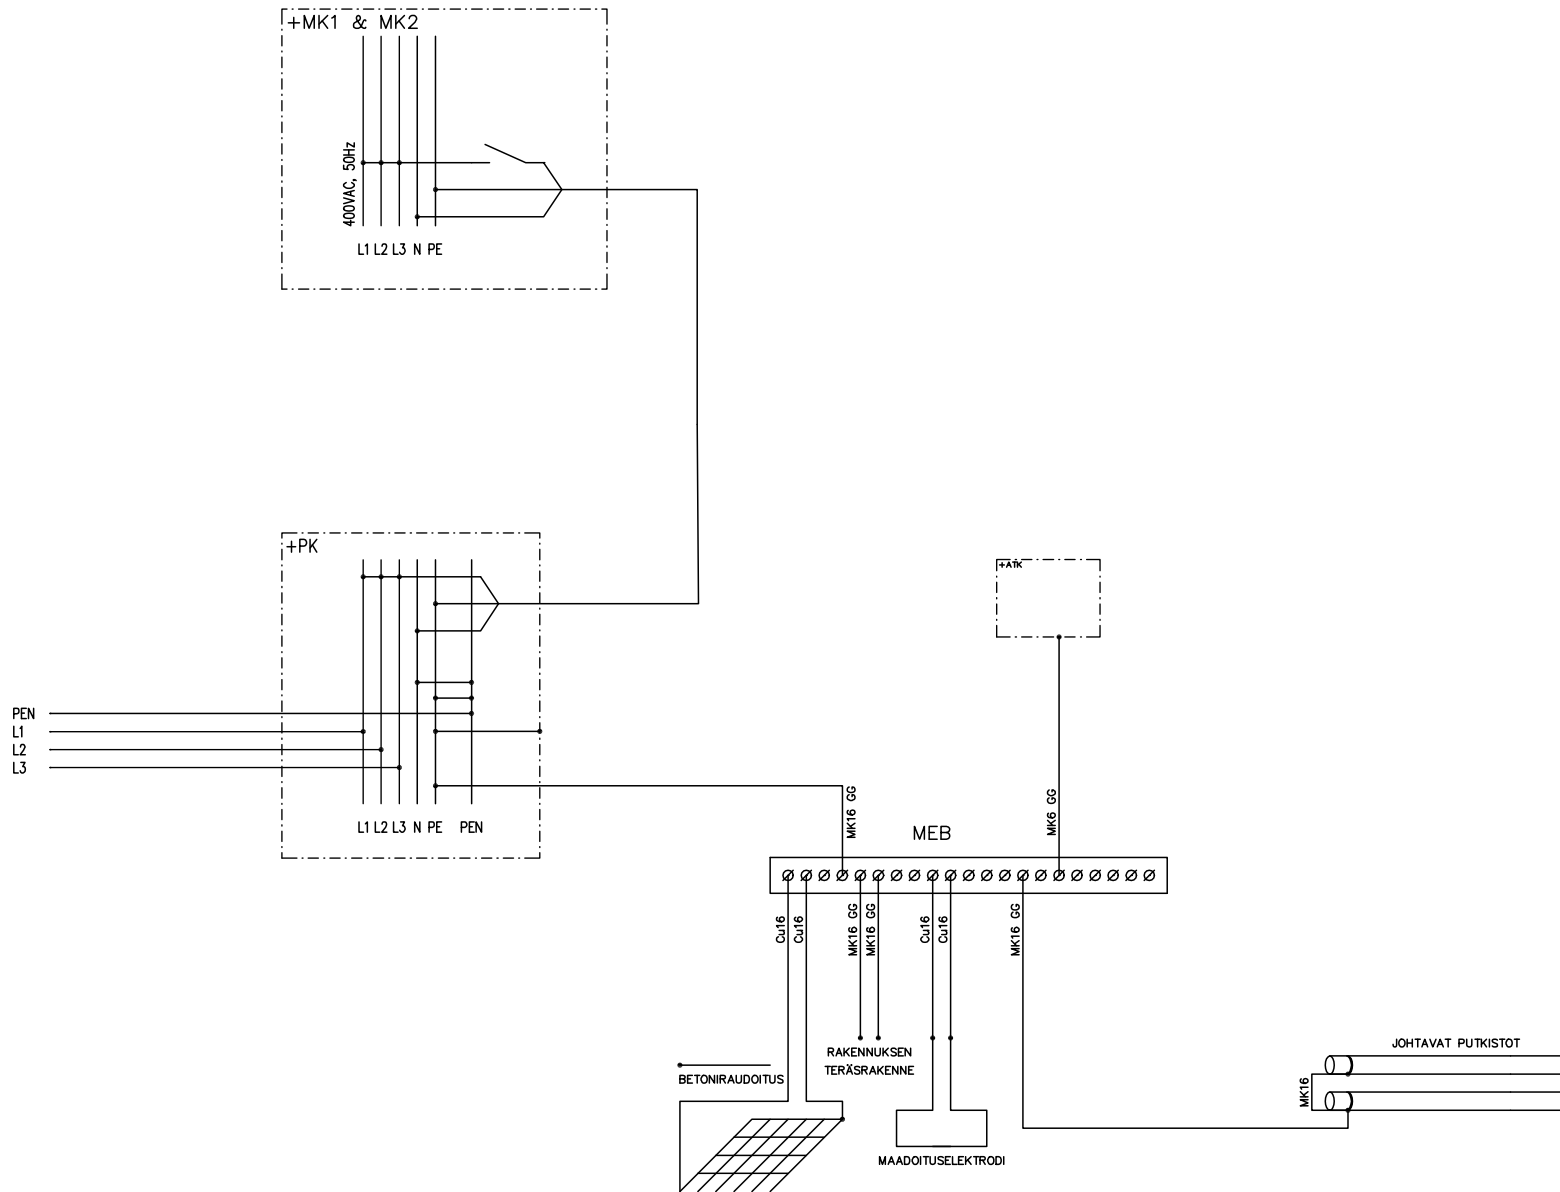 +MK1 & MK2
400VAC, 50Hz
L1 L2 L3 N PE
+PK
+ATK
PEN
L1
L2
L3
L1 L2 L3 N PE PEN
MK16 GG
MK6 GG
MEB
Cu16
Cu16
MK16 GG
MK16 GG
Cu16
Cu16
MK16 GG
RAKENNUKSEN
TERÄSRAKENNE
BETONIRAUDOITUS
JOHTAVAT PUTKISTOT
MK16
MAADOITUSELEKTRODI